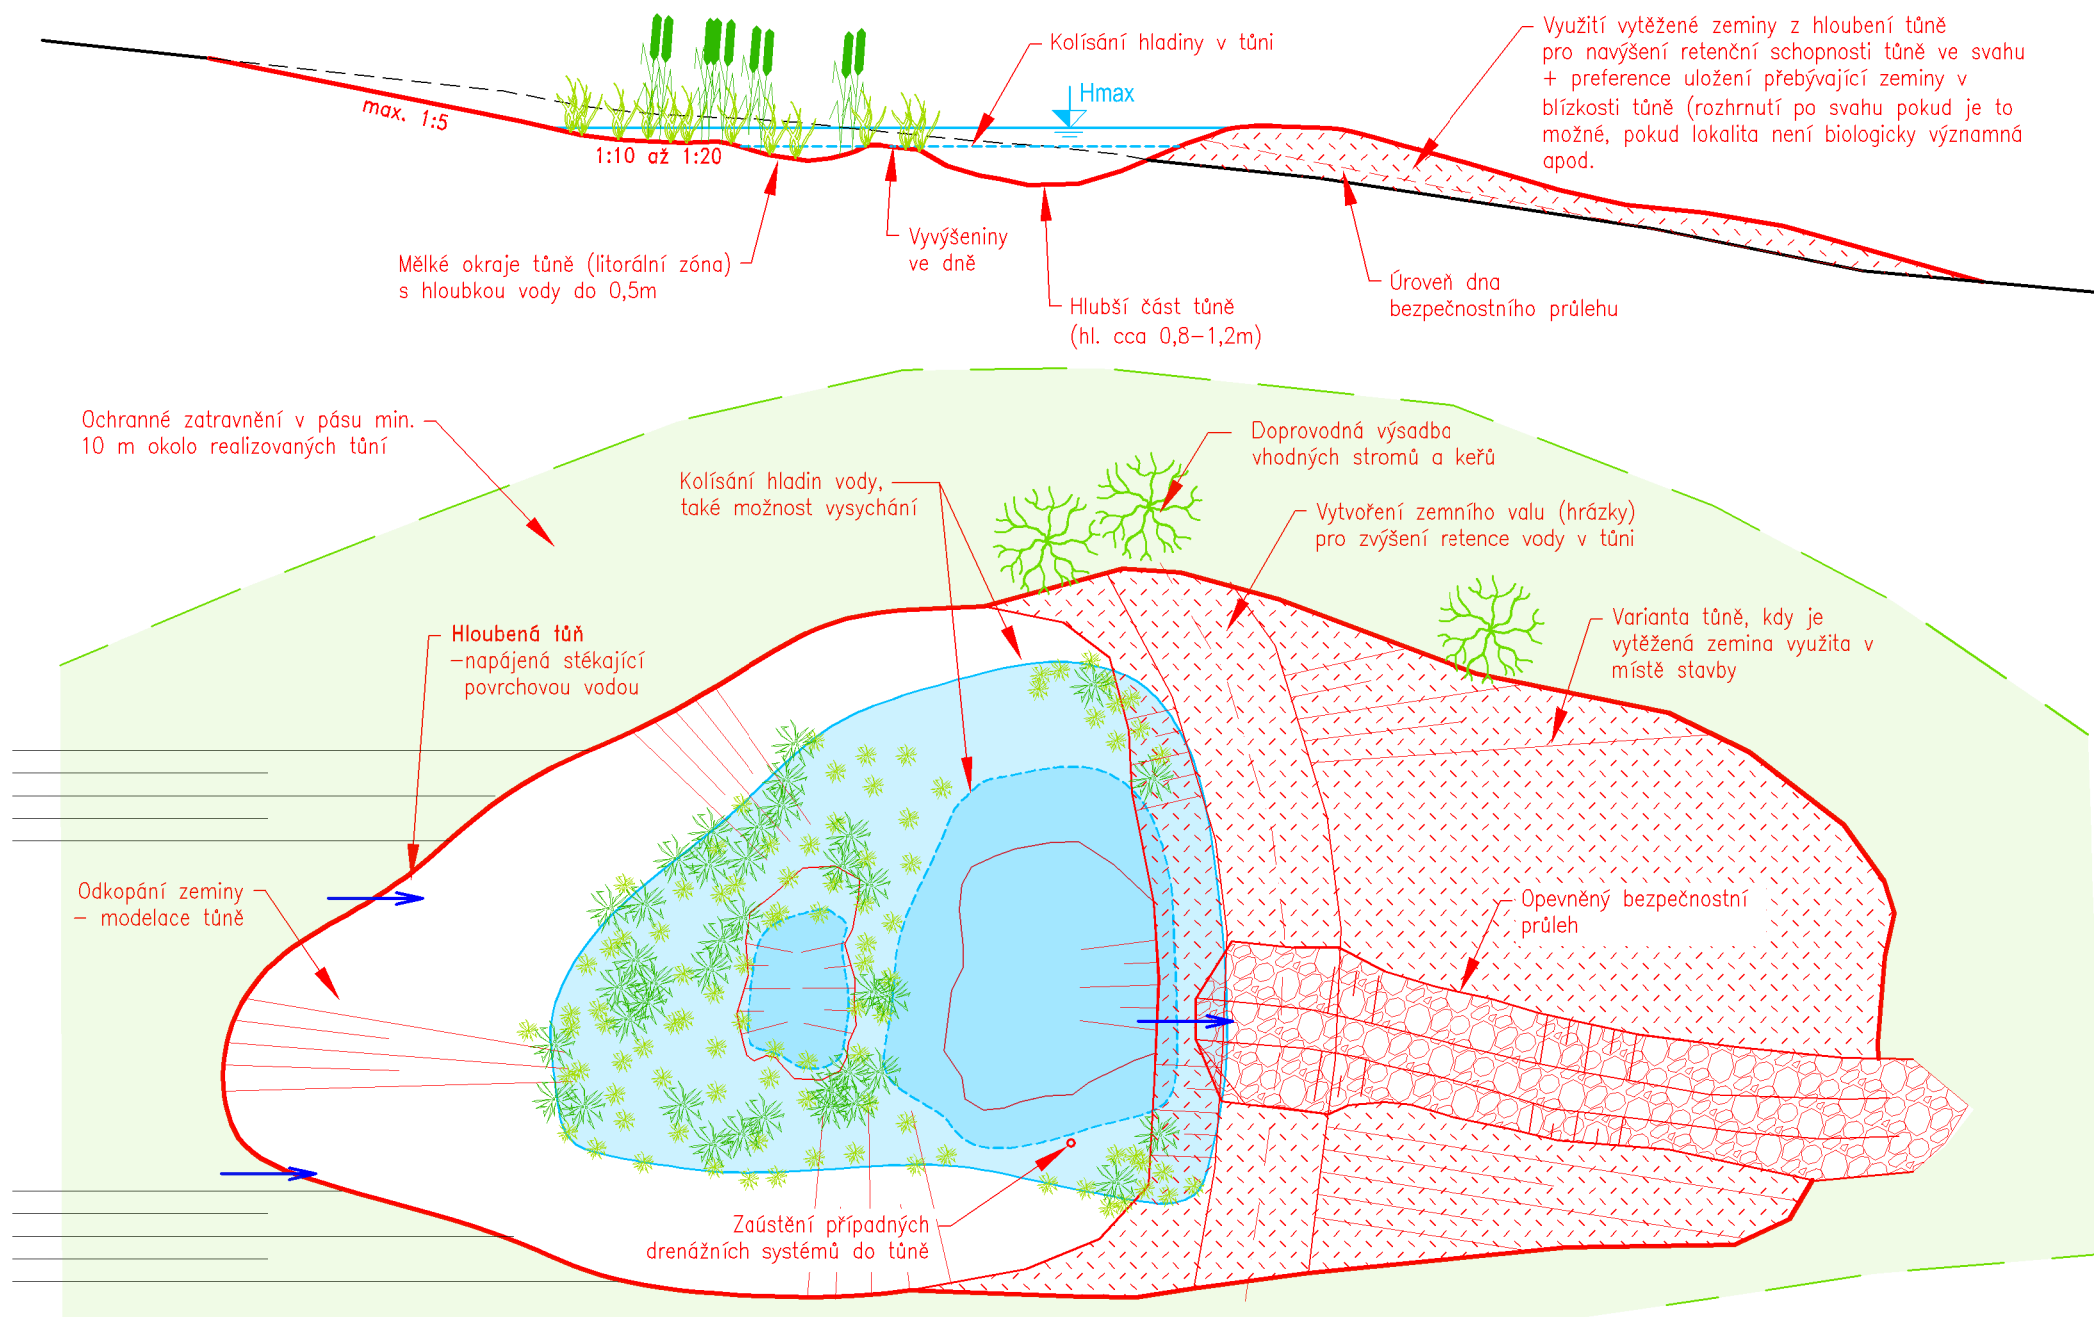 Kolísání hladiny v tůni
Hmax
Využití vytěžené zeminy z hloubení tůně
pro navýšení retenční schopnosti tůně ve svahu
+ preference uložení přebývající zeminy v
blízkosti tůně (rozhrnutí po svahu pokud je to
možné, pokud lokalita není biologicky významná
apod.
max. 1:5
1:10 až 1:20
Mělké okraje tůně (litorální zóna)
s hloubkou vody do 0,5m
Vyvýšeniny
ve dně
Hlubší část tůně
(hl. cca 0,8-1,2m)
Úroveň dna
bezpečnostního průlehu
Ochranné zatravnění v pásu min.
10 m okolo realizovaných tůní
Kolísání hladin vody,
také možnost vysychání
Doprovodná výsadba
vhodných stromů a keřů
Vytvoření zemního valu (hrázky)
pro zvýšení retence vody v tůni
Hloubená tůň
-napájená stékající
povrchovou vodou
Varianta tůně, kdy je
vytěžená zemina využita v
místě stavby
Odkopání zeminy
- modelace tůně
Opevněný bezpečnostní
průleh
Zaústění případných
drenážních systémů do tůně